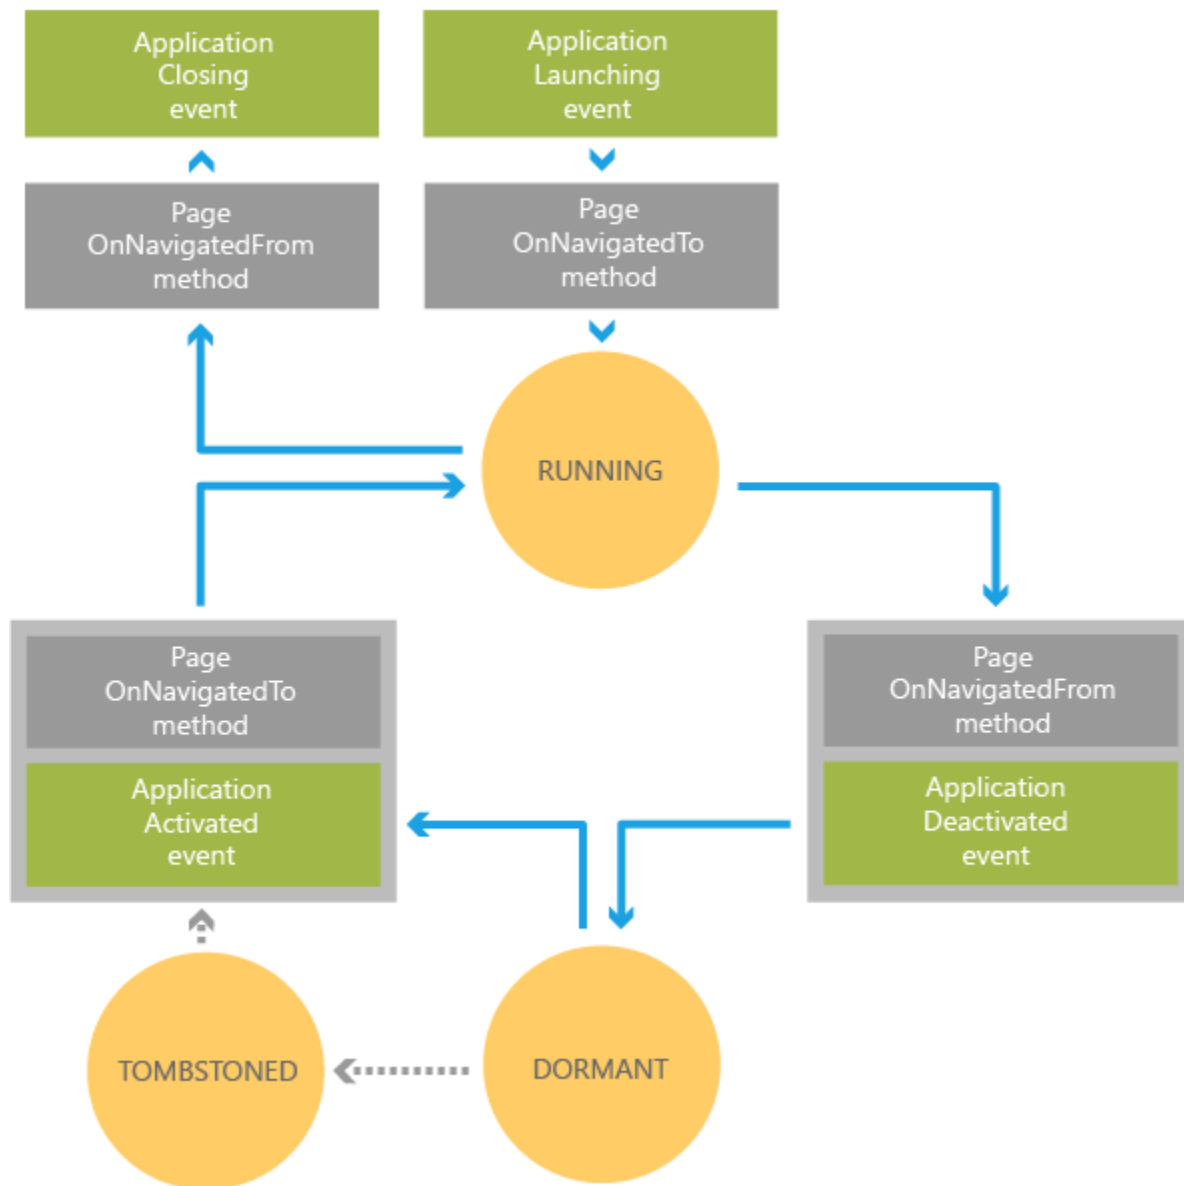 Application
Closing
event
Application
Launching
event
Page
OnNavigatedFrom
method
Page
OnNavigatedTo
method
RUNNING
Page
OnNavigatedTo
method
Application
Activated
event
Page
OnNavigatedFrom
method
Application
Deactivated
event
TOMBSTONED
DORMANT